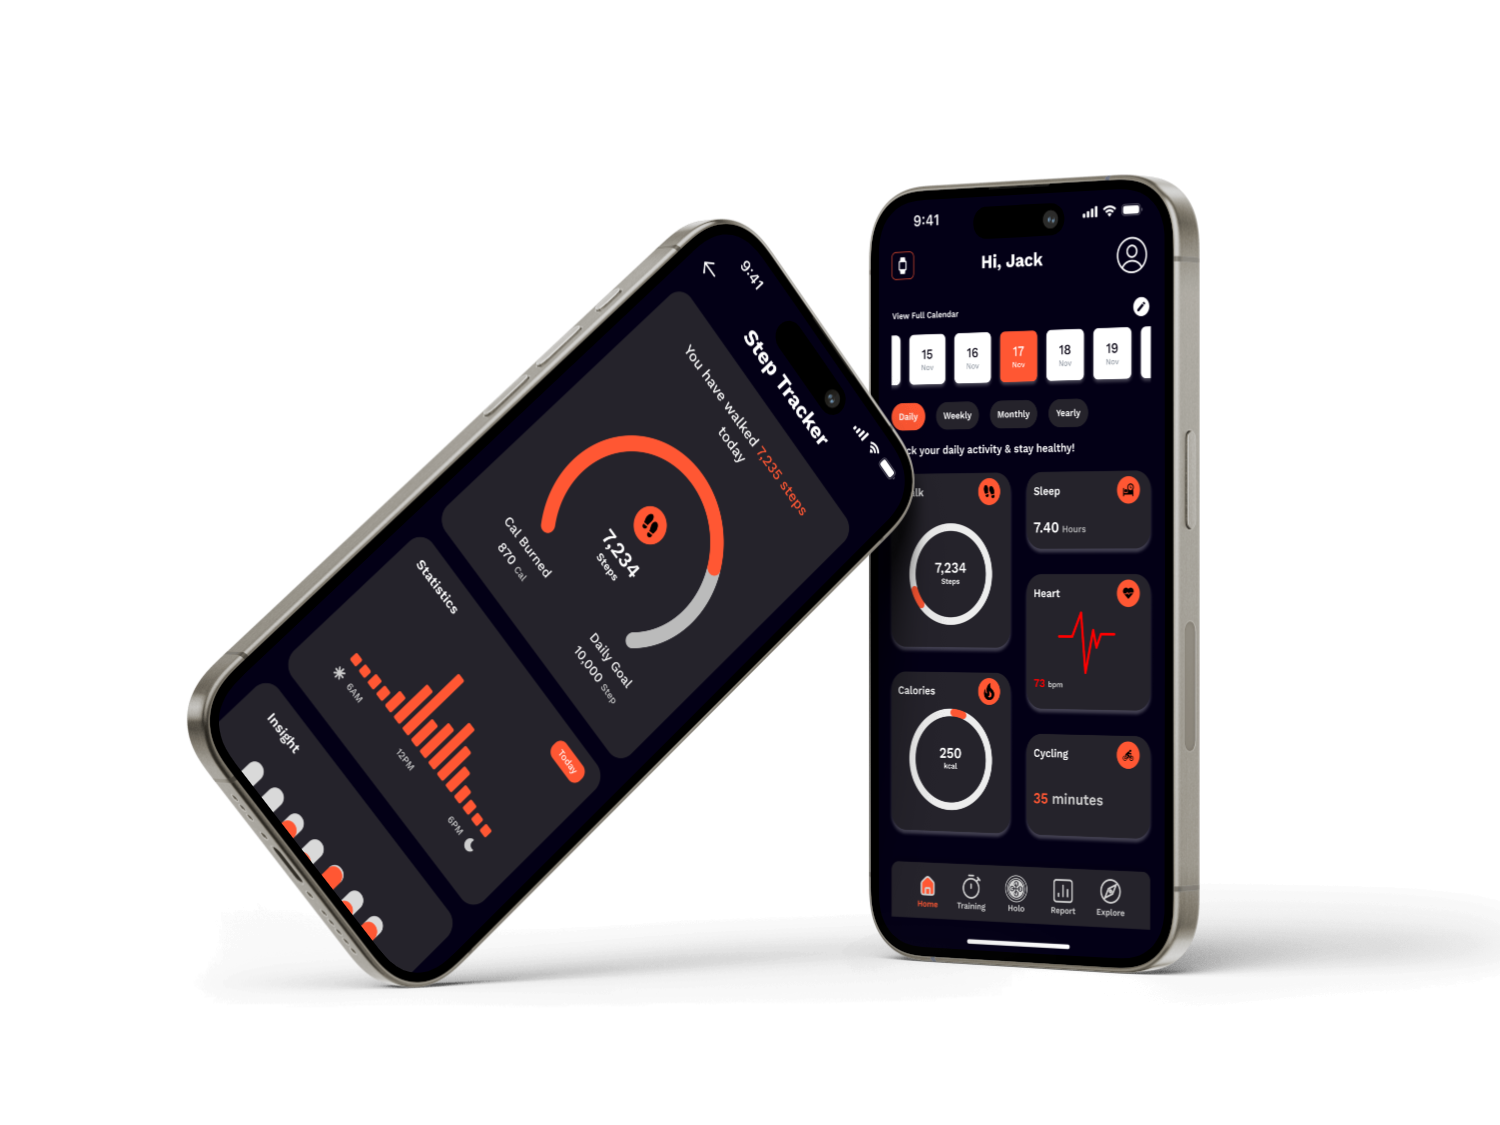 9:41
Step Tracker
You have walked 7,235 steps
today
7,234
Steps
Cal Burned
870 Cal
Daily Goal
10,000 Step
Statistics
Today
6AM
12PM
6PM
Insight
9:41
Hi, Jack
View Full Calendar
15
Nov
16
Nov
17
Nov
18
Nov
19
Nov
Daily
Weekly
Monthly
Yearly
ck your daily activity & stay healthy!
lk
7,234
Steps
Sleep
7.40 Hours
Heart
73 bpm
Calories
250
kcal
Cycling
35 minutes
Home
Training
Holo
Report
Explore